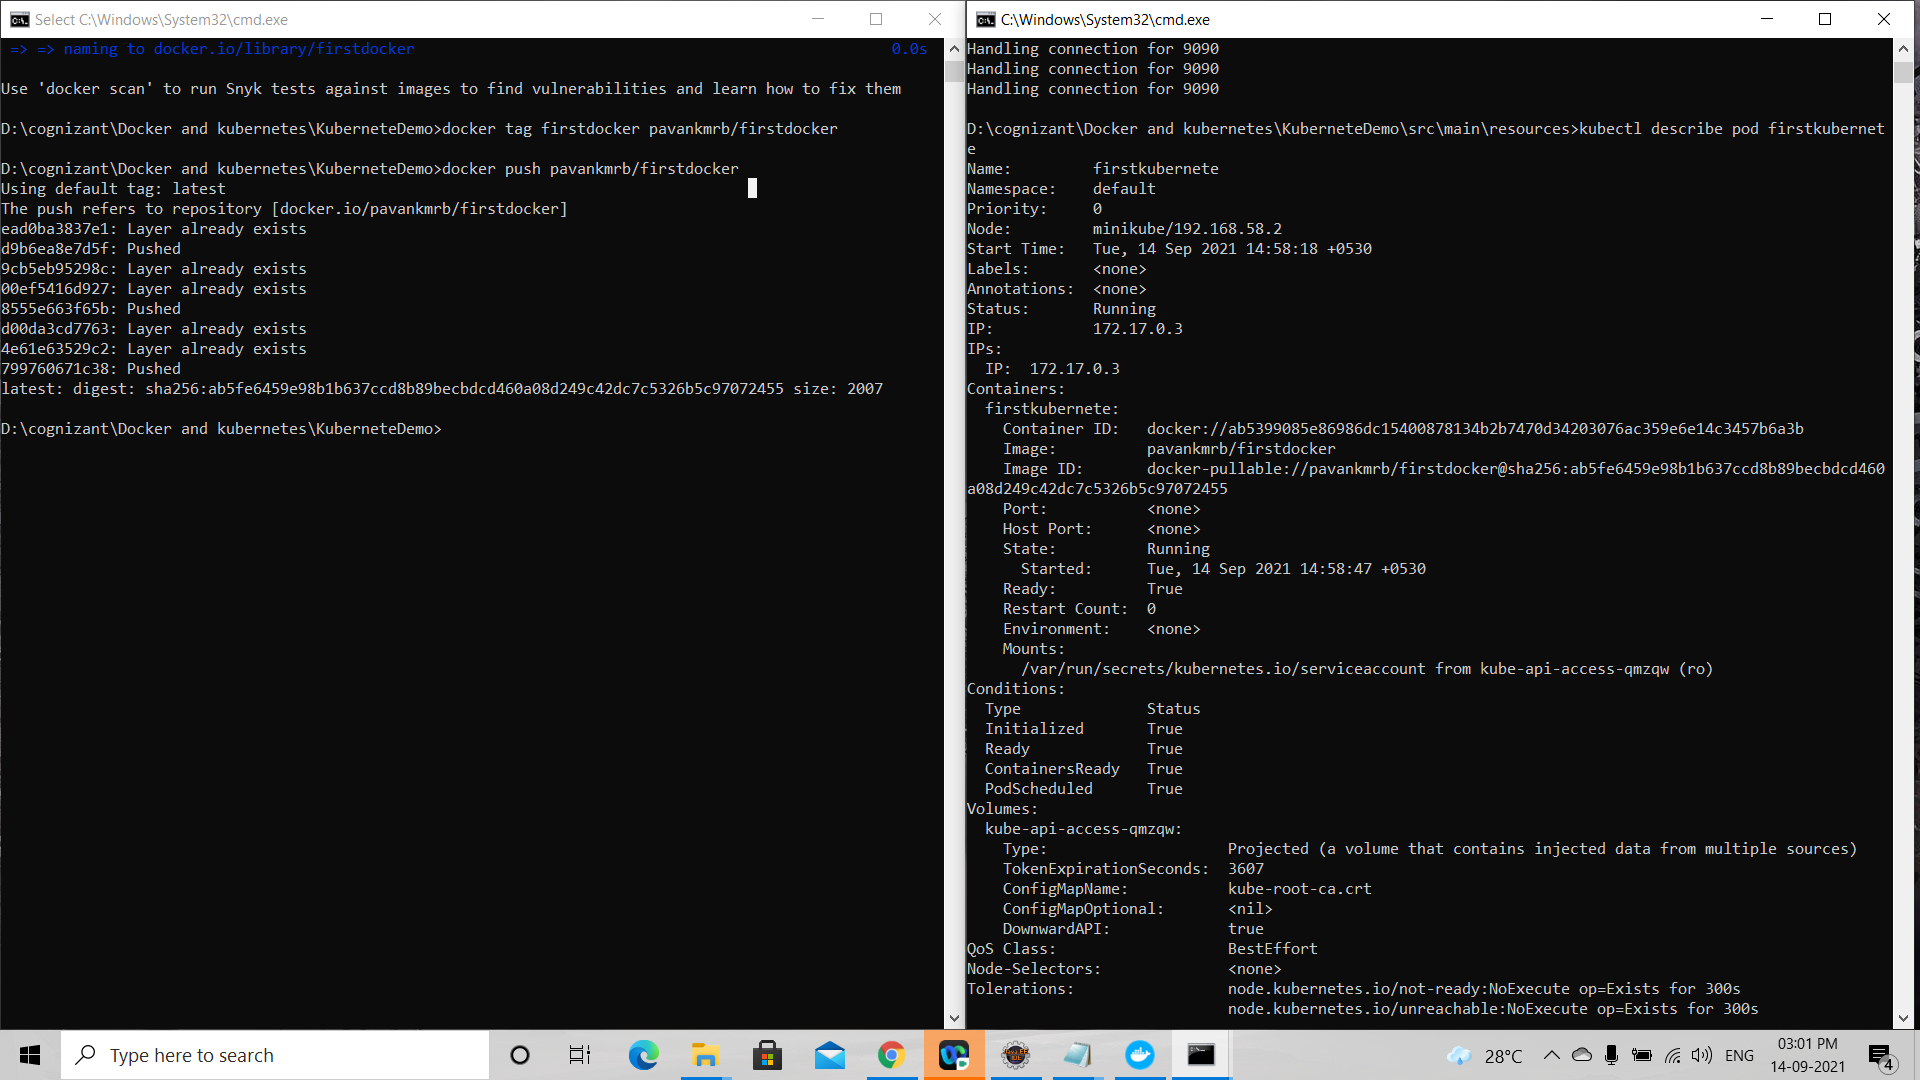 Select C:\Windows\System32\cmd.exe
=> => naming to docker.io/library/firstdocker 0.0s
Use 'docker scan' to run Snyk tests against images to find vulnerabilities and learn how to fix them
D:\cognizant\Docker and kubernetes\KuberneteDemo>docker tag firstdocker pavankmrb/firstdocker
D:\cognizant\Docker and kubernetes\KuberneteDemo>docker push pavankmrb/firstdocker
Using default tag: latest
The push refers to repository [docker.io/pavankmrb/firstdocker]
ead0ba3837e1: Layer already exists
d9b6ea8e7d5f: Pushed
9cb5eb95298c: Layer already exists
00ef5416d927: Layer already exists
8555e663f65b: Pushed
d00da3cd7763: Layer already exists
4e61e63529c2: Layer already exists
799760671c38: Pushed
latest: digest: sha256:ab5fe6459e98b1b637ccd8b89becbdcd460a08d249c42dc7c5326b5c97072455 size: 2007
D:\cognizant\Docker and kubernetes\KuberneteDemo>
C:\Windows\System32\cmd.exe
Handling connection for 9090
Handling connection for 9090
Handling connection for 9090
D:\cognizant\Docker and kubernetes\KuberneteDemo\src\main\resources>kubectl describe pod firstkubernet
e
Name: firstkubernete
Namespace: default
Priority: 0
Node: minikube/192.168.58.2
Start Time: Tue, 14 Sep 2021 14:58:18 +0530
Labels: <none>
Annotations: <none>
Status: Running
IP: 172.17.0.3
IPs:
IP: 172.17.0.3
Containers:
firstkubernete:
Container ID: docker://ab5399085e86986dc15400878134b2b7470d34203076ac359e6e14c3457b6a3b
Image: pavankmrb/firstdocker
Image ID: docker-pullable://pavankmrb/firstdocker@sha256:ab5fe6459e98b1b637ccd8b89becbdcd460
a08d249c42dc7c5326b5c97072455
Port: <none>
Host Port: <none>
State: Running
Started: Tue, 14 Sep 2021 14:58:47 +0530
Ready: True
Restart Count: 0
Environment: <none>
Mounts:
/var/run/secrets/kubernetes.io/serviceaccount from kube-api-access-qmzqw (ro)
Conditions:
Type Status
Initialized True
Ready True
ContainersReady True
PodScheduled True
Volumes:
kube-api-access-qmzqw:
Type: Projected (a volume that contains injected data from multiple sources)
TokenExpirationSeconds: 3607
ConfigMapName: kube-root-ca.crt
ConfigMapOptional: <nil>
DownwardAPI: true
QoS Class: BestEffort
Node-Selectors: <none>
Tolerations: node.kubernetes.io/not-ready:NoExecute op=Exists for 300s
node.kubernetes.io/unreachable:NoExecute op=Exists for 300s
Type here to search
28°C
ENG
03:01 PM
14-09-2021
4